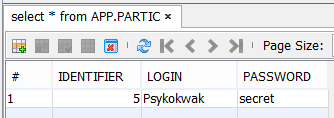 select * from APP.PARTIC ×
Page Size:
# IDENTIFIER LOGIN PASSWORD
1 5 Psykokwak secret